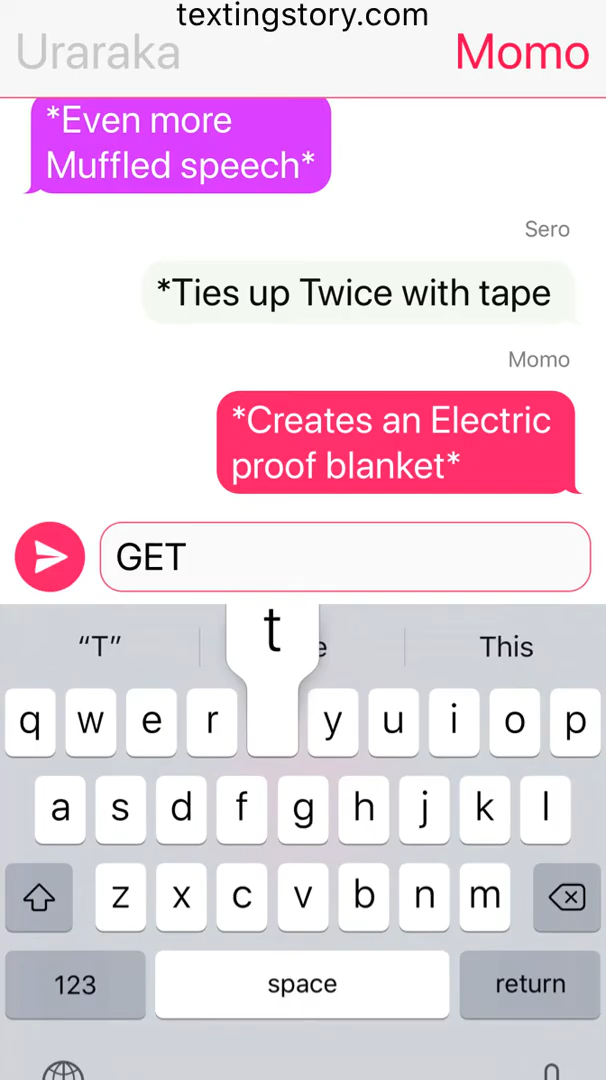 textingstory.com
Uraraka Momo
*Even more
Muffled speech*
Sero
*Ties up Twice with tape
Momo
*Creates an Electric
proof blanket*
GET
“T” t e This
q w e r y u i o p
a s d f g h j k l
z x c v b n m
123 space return